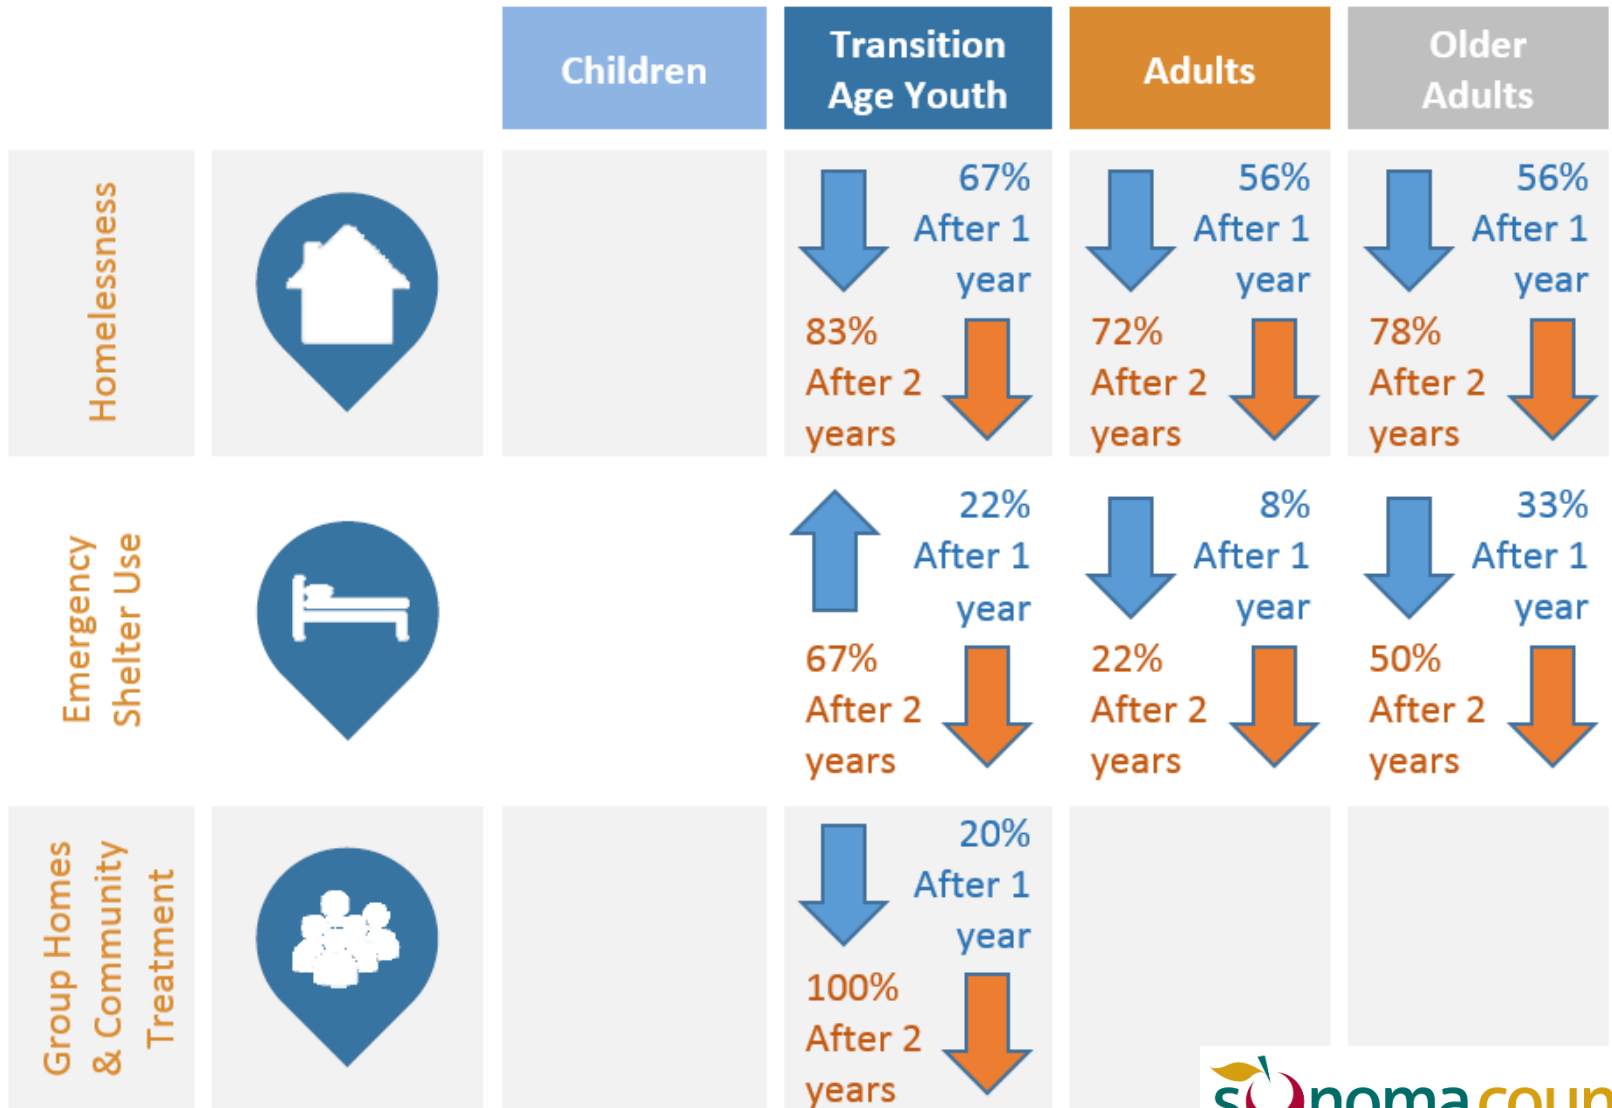 Children
Transition
Age Youth
Adults
Older
Adults
Homelessness
67%
After 1
year
83%
After 2
years
56%
After 1
year
72%
After 2
years
56%
After 1
year
78%
After 2
years
Emergency
Shelter Use
22%
After 1
year
67%
After 2
years
8%
After 1
year
22%
After 2
years
33%
After 1
year
50%
After 2
years
Group Homes
& Community
Treatment
20%
After 1
year
100%
After 2
years
sonoma coun